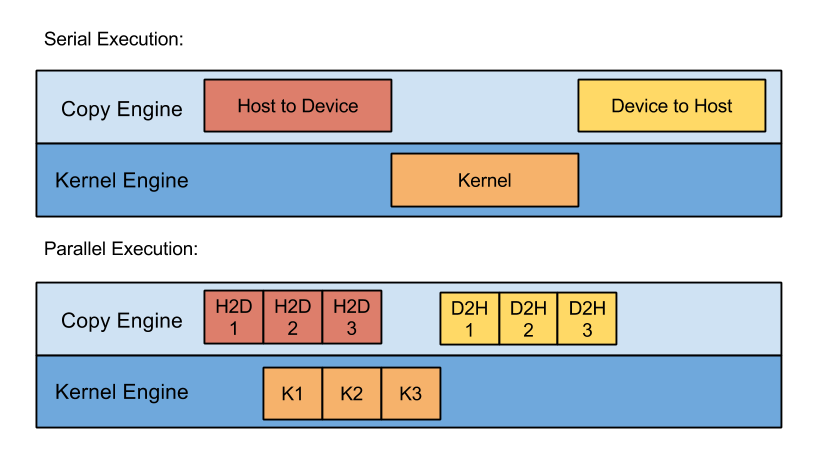 Serial Execution:
Copy Engine
Host to Device
Device to Host
Kernel Engine
Kernel
Parallel Execution:
Copy Engine
H2D
1
H2D
2
H2D
3
D2H
1
D2H
2
D2H
3
Kernel Engine
K1
K2
K3